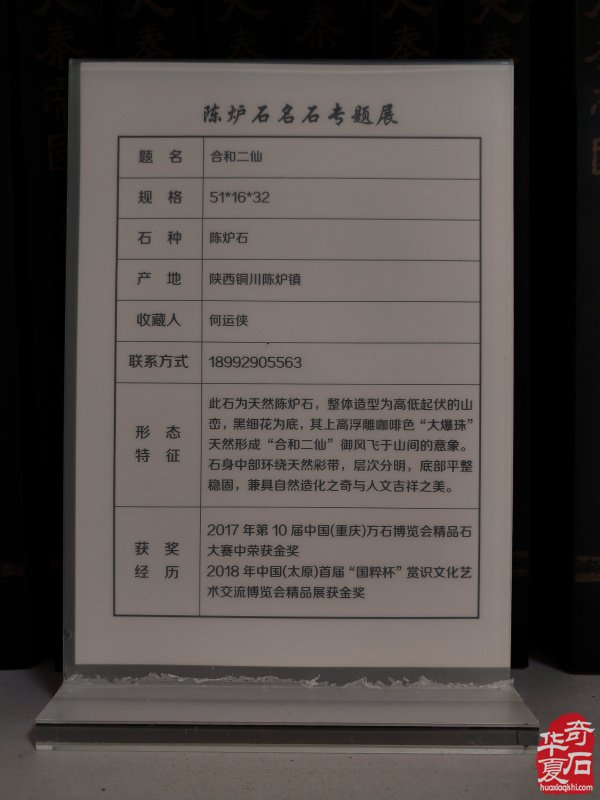 陈炉石名石专题展
题 名 合和二仙
规 格 51*16*32
石 种 陈炉石
产 地 陕西铜川陈炉镇
收藏人 何运侠
联系方式 18992905563
形 态
特 征
此石为天然陈炉石，整体造型为高低起伏的山
峦，黑细花为底，其上高浮雕咖啡色“大爆珠”
天然形成“合和二仙”御风飞于山间的意象。
石身中部环绕天然彩带，层次分明，底部平整
稳固，兼具自然造化之奇与人文吉祥之美。
获 奖
经 历
2017 年第 10 届中国(重庆)万石博览会精品石
大赛中荣获金奖
2018 年中国(太原)首届“国粹杯”赏识文化艺
术交流博览会精品展获金奖
华夏奇石
huaxiaqishi.com